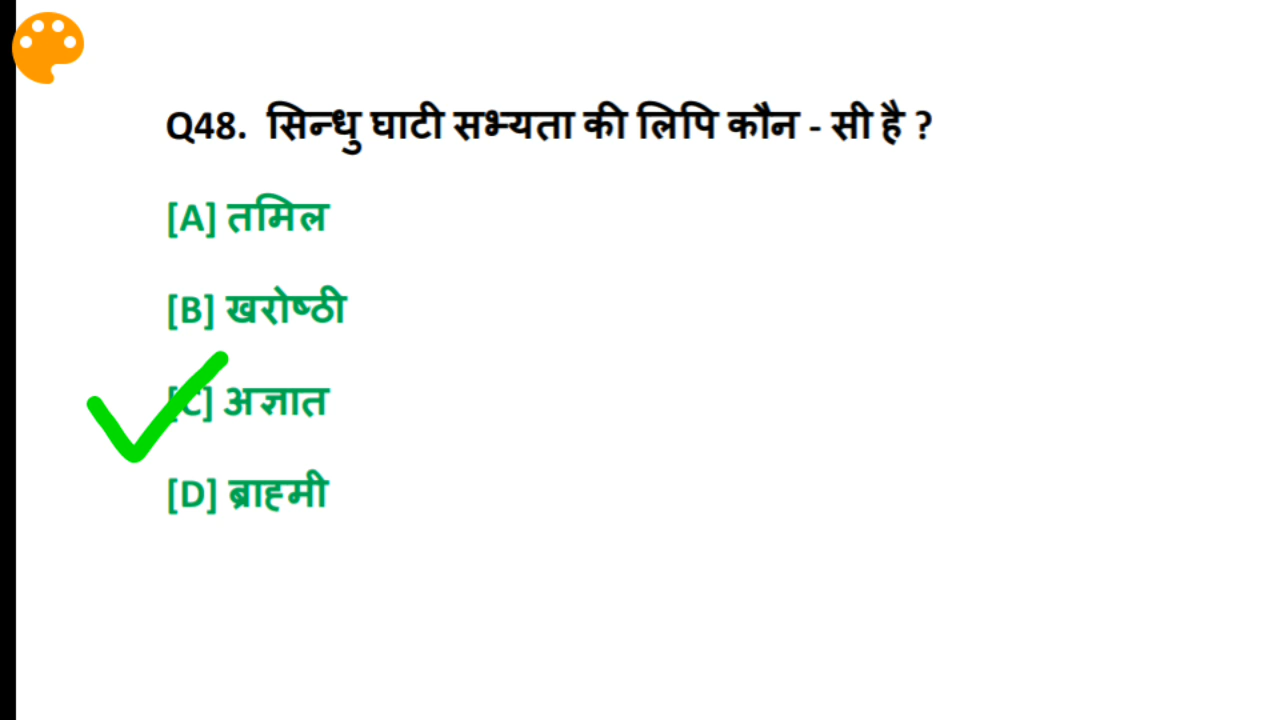 Q48. सिन्धु घाटी सभ्यता की लिपि कौन - सी है ?
[A] तमिल
[B] खरोष्ठी
[C] अज्ञात
[D] ब्राह्मी